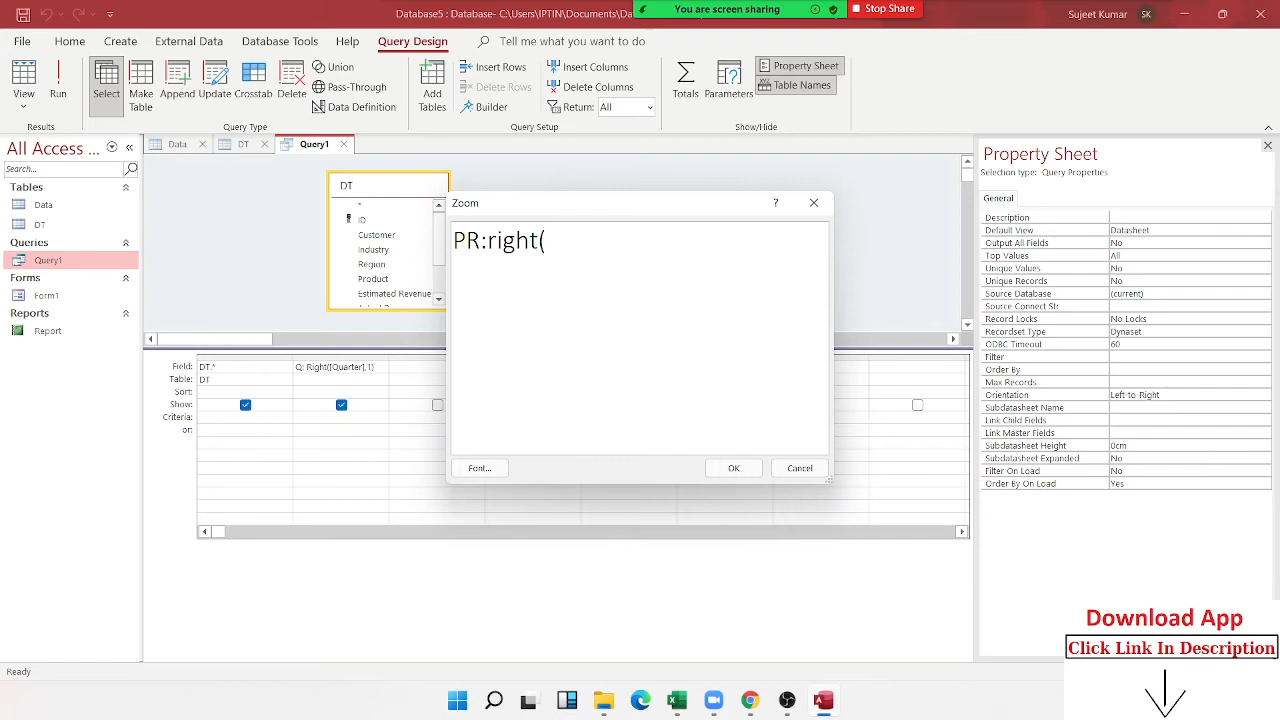 Database5 : Database- C:\Users\IPTIN\Documents\Da
You are screen sharing
Stop Share
Sujeet Kumar
SK
File
Home
Create
External Data
Database Tools
Help
Query Design
Tell me what you want to do
View
Run
Select
Make Table
Append
Update
Crosstab
Delete
Union
Pass-Through
Data Definition
Add Tables
Insert Rows
Delete Rows
Builder
Insert Columns
Delete Columns
Return:
All
Totals
Parameters
Property Sheet
Table Names
Results
Query Type
Query Setup
Show/Hide
All Access ...
Search...
Tables
Data
DT
Queries
Query1
Forms
Form1
Reports
Report
Data
DT
Query1
DT
*
ID
Customer
Industry
Region
Product
Estimated Revenue
Zoom
?
PR:right(
Font...
OK
Cancel
Field:
DT.*
Q: Right([Quarter],1)
Table:
DT
Sort:
Show:
Criteria:
or:
Property Sheet
Selection type: Query Properties
General
Description
Default View
Datasheet
Output All Fields
No
Top Values
All
Unique Values
No
Unique Records
No
Source Database
(current)
Source Connect Str
Record Locks
No Locks
Recordset Type
Dynaset
ODBC Timeout
60
Filter
Order By
Max Records
Orientation
Left-to-Right
Subdatasheet Name
Link Child Fields
Link Master Fields
Subdatasheet Height
0cm
Subdatasheet Expanded
No
Filter On Load
No
Order By On Load
Yes
Download App
Click Link In Description
Ready